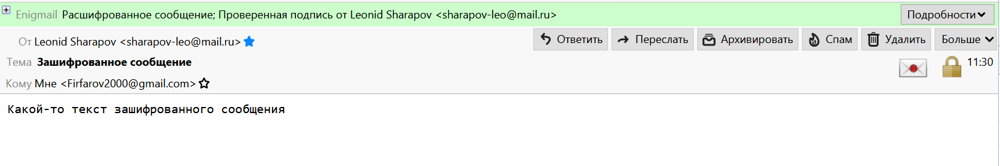 Enigmail Расшифрованное сообщение; Проверенная подпись от Leonid Sharapov <sharapov-leo@mail.ru> Подробности
От Leonid Sharapov <sharapov-leo@mail.ru> Ответить Переслать Архивировать Спам Удалить Больше
Тема Зашифрованное сообщение 11:30
Кому Мне <Firfarov2000@gmail.com>
Какой-то текст зашифрованного сообщения